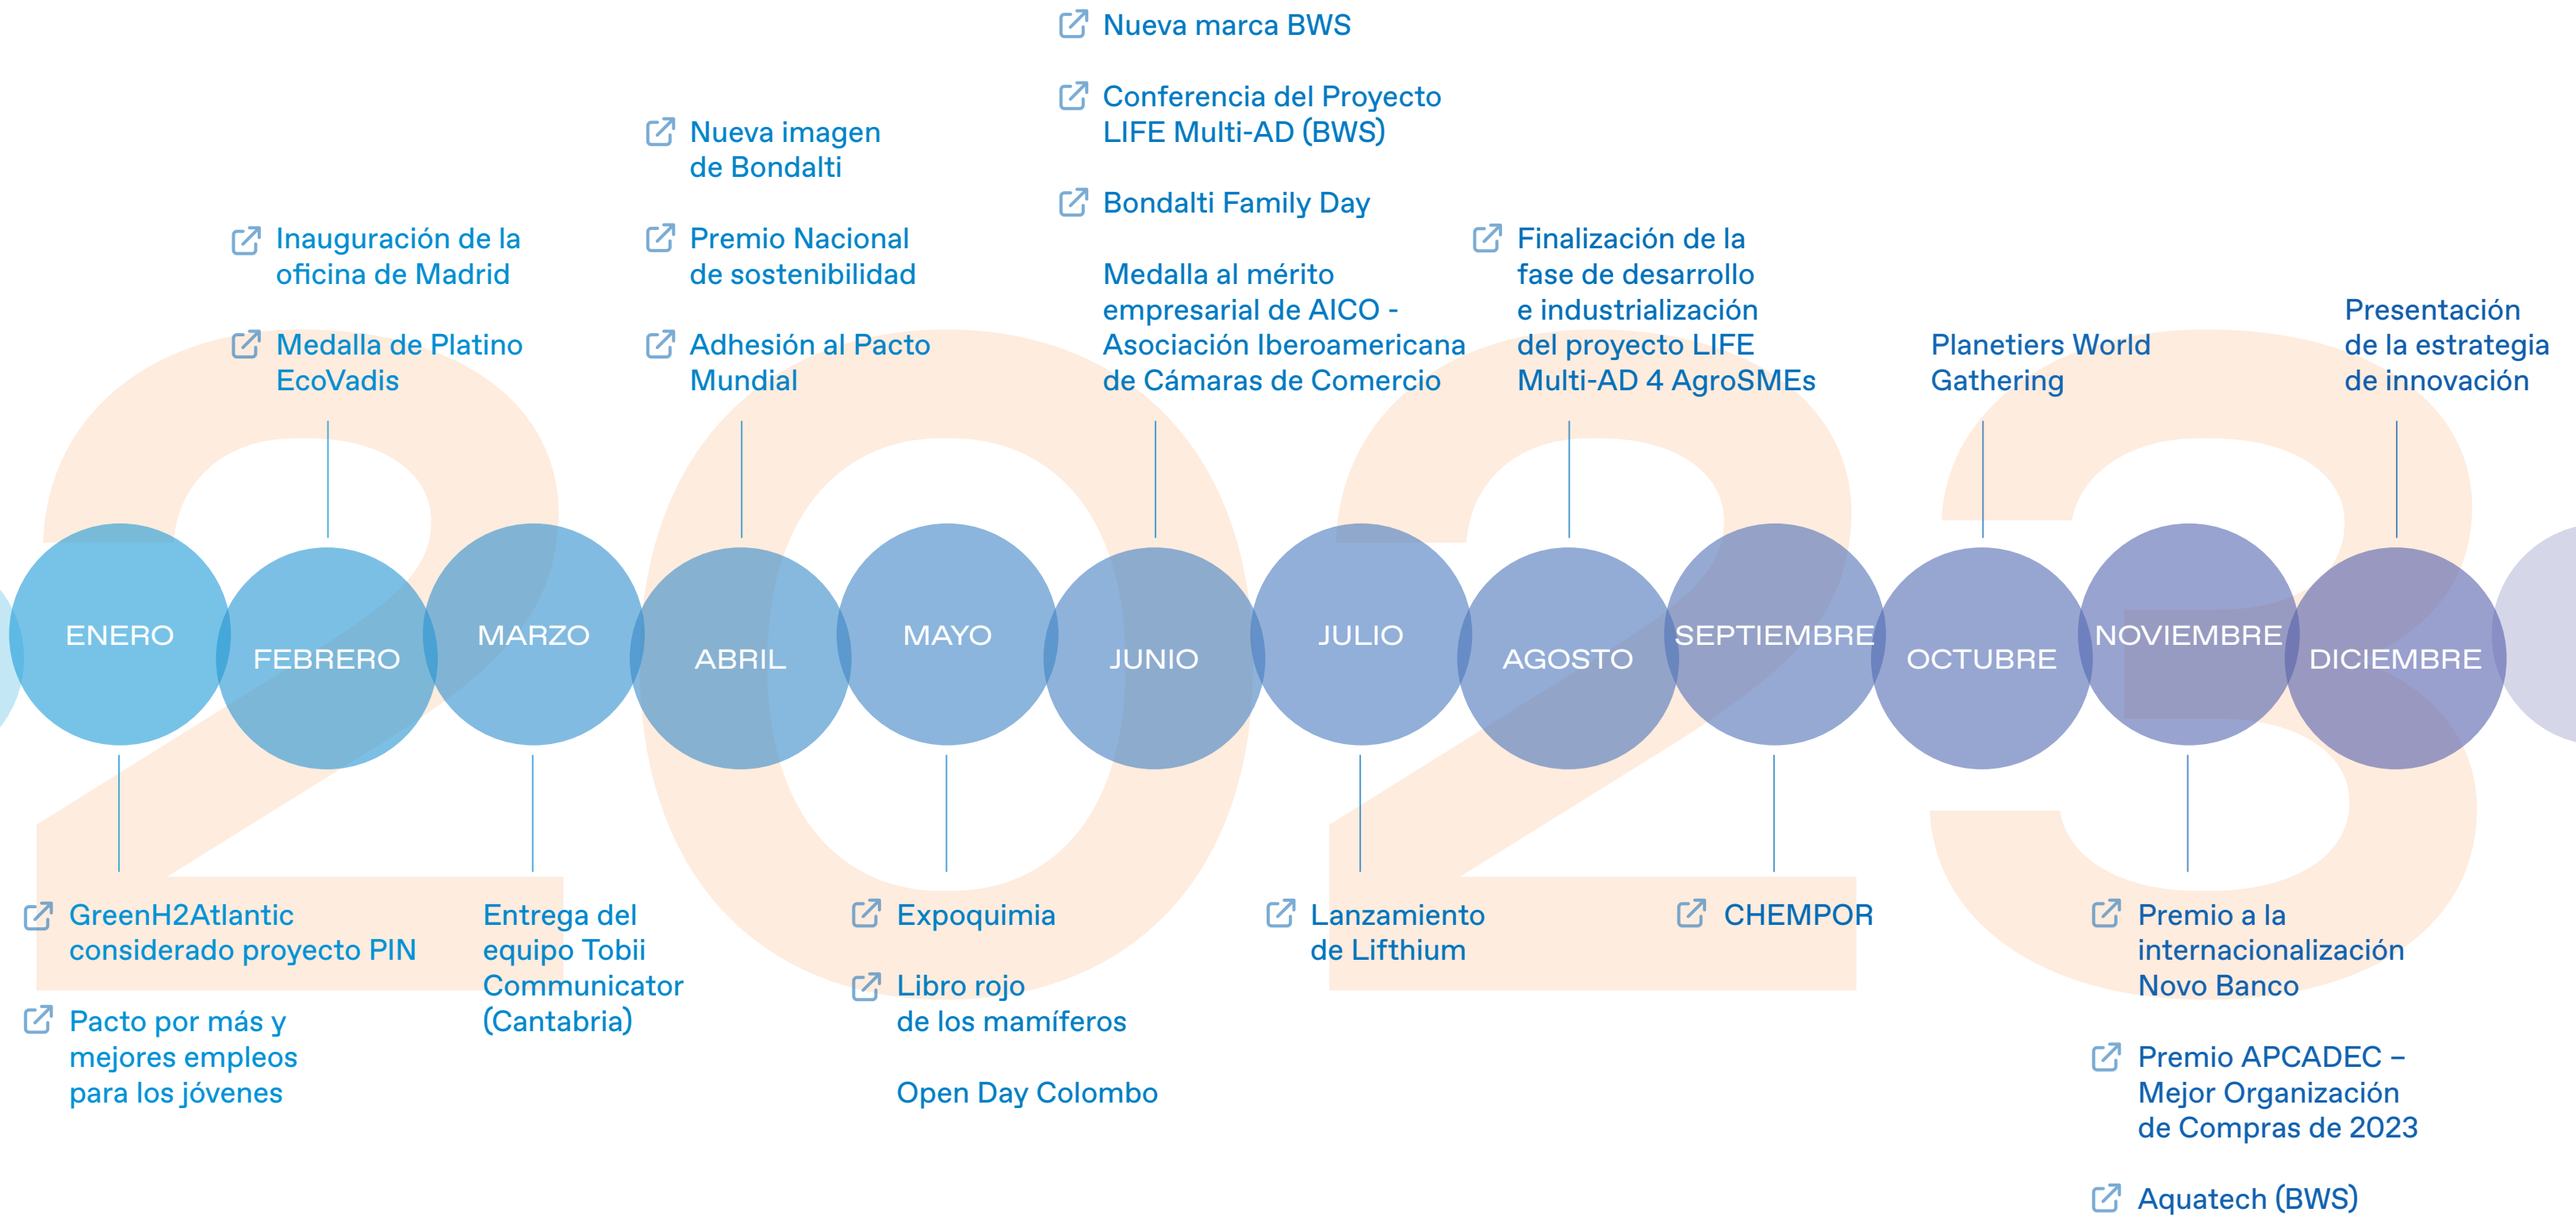 Nueva marca BWS
Conferencia del Proyecto
LIFE Multi-AD (BWS)
Bondalti Family Day
Medalla al mérito
empresarial de AICO -
Asociación Iberoamericana
de Cámaras de Comercio
Nueva imagen
de Bondalti
Premio Nacional
de sostenibilidad
Adhesión al Pacto
Mundial
Inauguración de la
oficina de Madrid
Medalla de Platino
EcoVadis
Finalización de la
fase de desarrollo
e industrialización
del proyecto LIFE
Multi-AD 4 AgroSMEs
Planetiers World
Gathering
Presentación
de la estrategia
de innovación
2023
ENERO
FEBRERO
MARZO
ABRIL
MAYO
JUNIO
JULIO
AGOSTO
SEPTIEMBRE
OCTUBRE
NOVIEMBRE
DICIEMBRE
GreenH2Atlantic
considerado proyecto PIN
Pacto por más y
mejores empleos
para los jóvenes
Entrega del
equipo Tobii
Communicator
(Cantabria)
Expoquimia
Libro rojo
de los mamíferos
Open Day Colombo
Lanzamiento
de Lifthium
CHEMPOR
Premio a la
internacionalización
Novo Banco
Premio APCADEC –
Mejor Organización
de Compras de 2023
Aquatech (BWS)